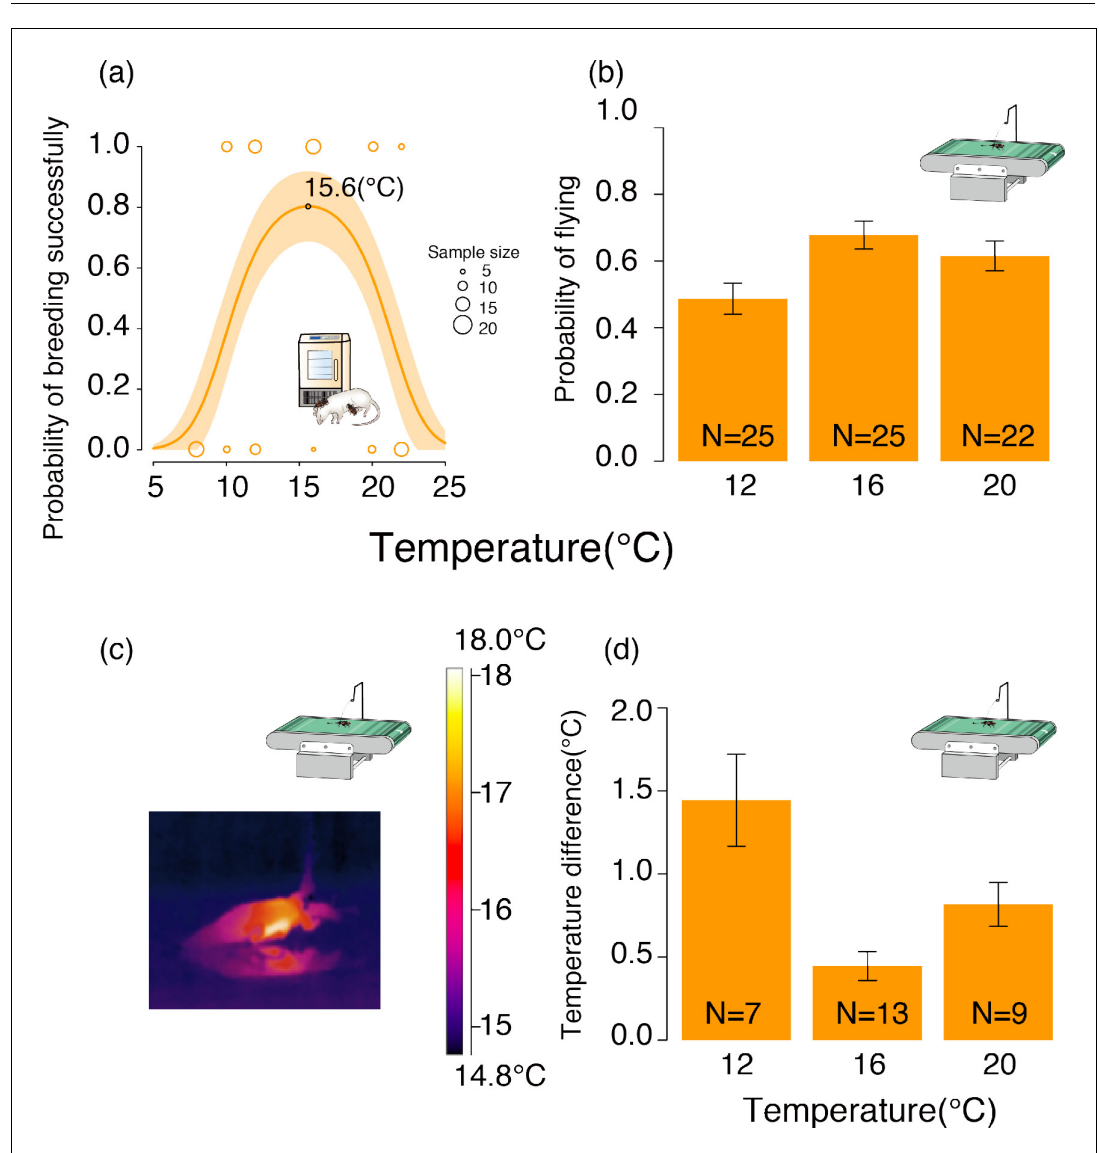 (a)
Probability of breeding successfully
1.0
0.8
0.6
0.4
0.2
0.0
15.6(°C)
Sample size
5
10
15
20
5 10 15 20 25
(b)
Probability of flying
1.0
0.8
0.6
0.4
0.2
0.0
N=25 N=25 N=22
12 16 20
Temperature(°C)
(c)
18.0°C
18
17
16
15
14.8°C
(d)
Temperature difference(°C)
2.0
1.5
1.0
0.5
0.0
N=7 N=13 N=9
12 16 20
Temperature(°C)